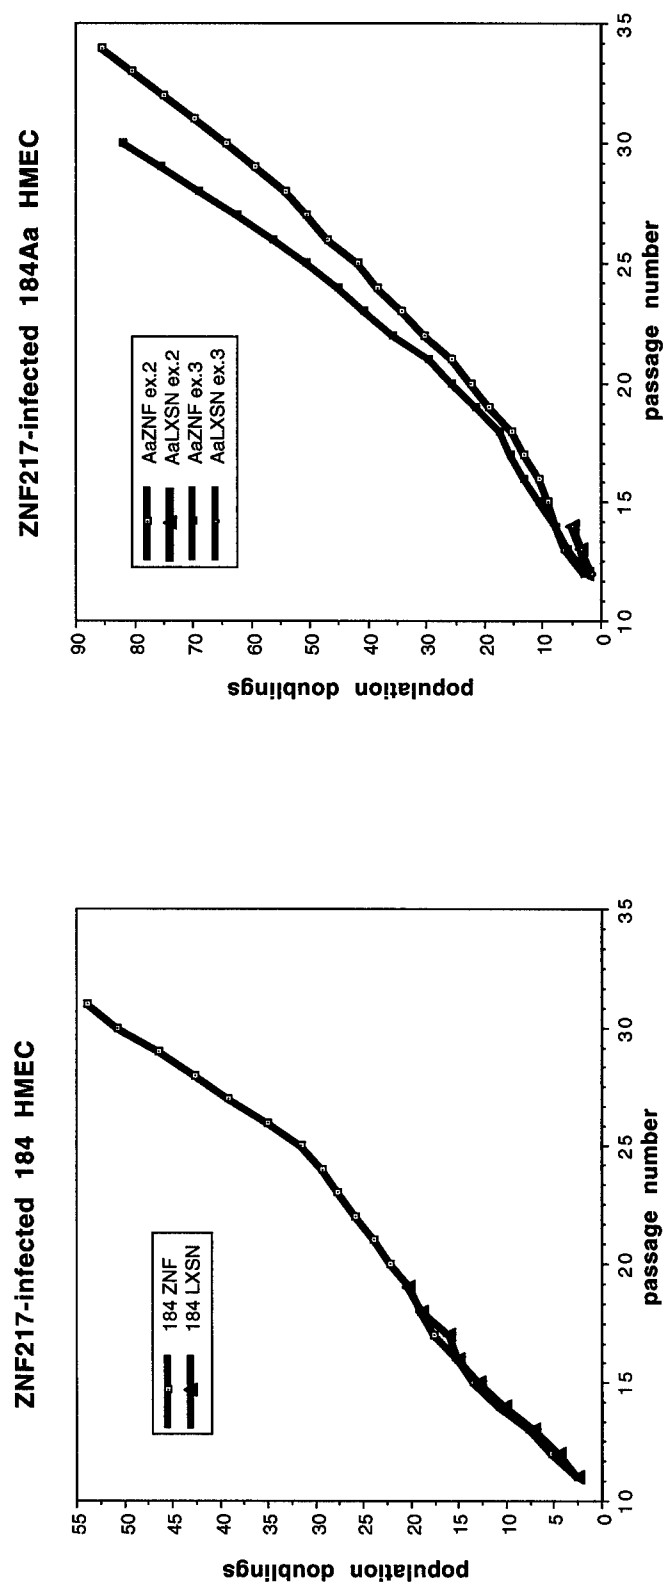 ZNF217-infected 184 HMEC
population doublings
55
50
45
40
35
30
25
20
15
10
5
0
184 ZNF
184 LXSN
10
15
20
25
30
35
passage number
ZNF217-infected 184Aa HMEC
population doublings
90
80
70
60
50
40
30
20
10
0
AaZNF ex.2
AaLXSN ex.2
AaZNF ex.3
AaLXSN ex.3
10
15
20
25
30
35
passage number